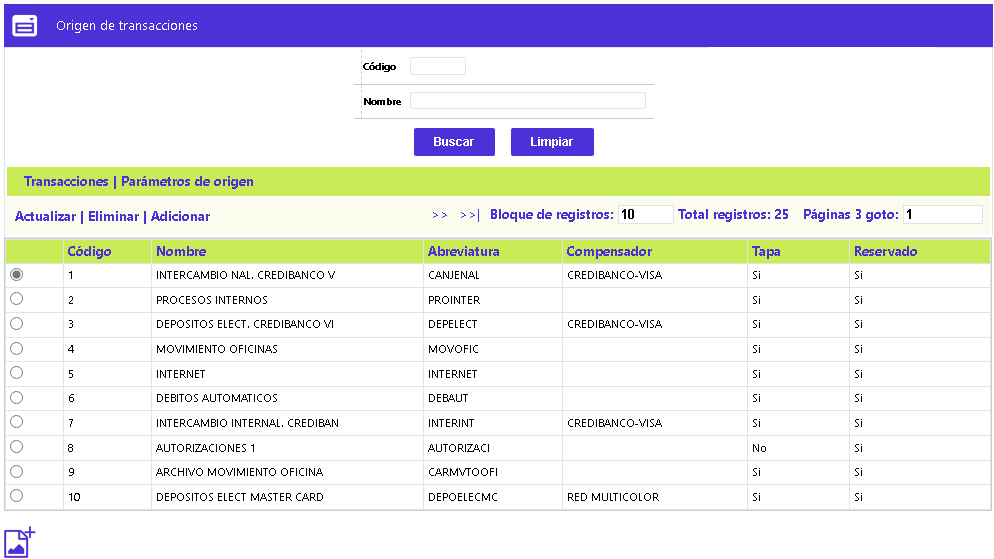 Origen de transacciones
Código
Nombre
Buscar Limpiar
Transacciones | Parámetros de origen
Actualizar | Eliminar | Adicionar >> >>| Bloque de registros: 10 Total registros: 25 Páginas 3 goto: 1
Código Nombre Abreviatura Compensador Tapa Reservado
1 INTERCAMBIO NAL. CREDIBANCO V CANJENAL CREDIBANCO-VISA Si Si
2 PROCESOS INTERNOS PROINTER Si Si
3 DEPOSITOS ELECT. CREDIBANCO VI DEPELECT CREDIBANCO-VISA Si Si
4 MOVIMIENTO OFICINAS MOVOFIC Si Si
5 INTERNET INTERNET Si Si
6 DEBITOS AUTOMATICOS DEBAUT Si Si
7 INTERCAMBIO INTERNAL. CREDIBAN INTERINT CREDIBANCO-VISA Si Si
8 AUTORIZACIONES 1 AUTORIZACI No Si
9 ARCHIVO MOVIMIENTO OFICINA CARMVTOOFI Si Si
10 DEPOSITOS ELECT MASTER CARD DEPOELECMC RED MULTICOLOR Si Si